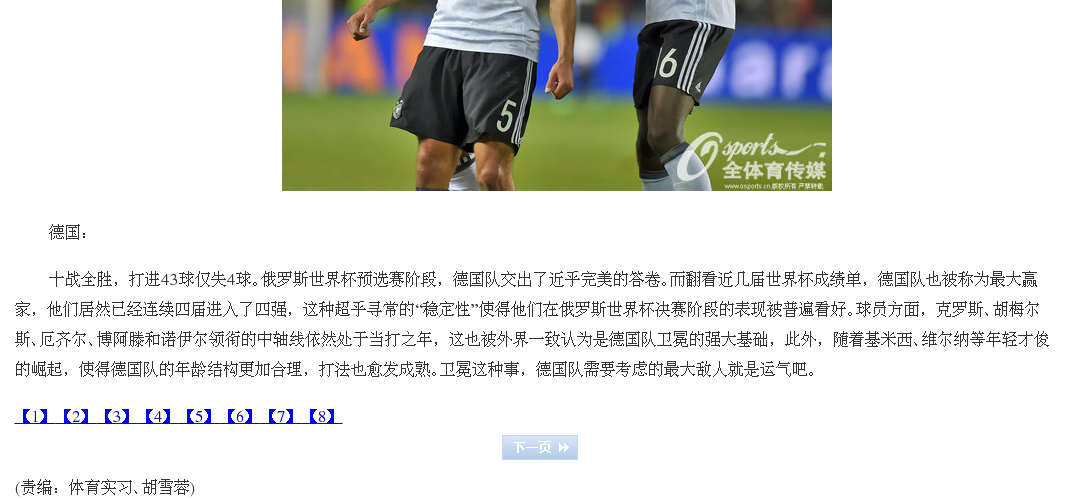 16
5
sports
全体育传媒
www.osports.cn 版权所有 严禁转载
德国：
十战全胜，打进43球仅失4球。俄罗斯世界杯预选赛阶段，德国队交出了近乎完美的答卷。而翻看近几届世界杯成绩单，德国队也被称为最大赢
家，他们居然已经连续四届进入了四强，这种超乎寻常的“稳定性”使得他们在俄罗斯世界杯决赛阶段的表现被普遍看好。球员方面，克罗斯、胡梅尔
斯、厄齐尔、博阿滕和诺伊尔领衔的中轴线依然处于当打之年，这也被外界一致认为是德国队卫冕的强大基础，此外，随着基米西、维尔纳等年轻才俊
的崛起，使得德国队的年龄结构更加合理，打法也愈发成熟。卫冕这种事，德国队需要考虑的最大敌人就是运气吧。
【1】 【2】 【3】 【4】 【5】 【6】 【7】 【8】
下一页
(责编：体育实习、胡雪蓉)